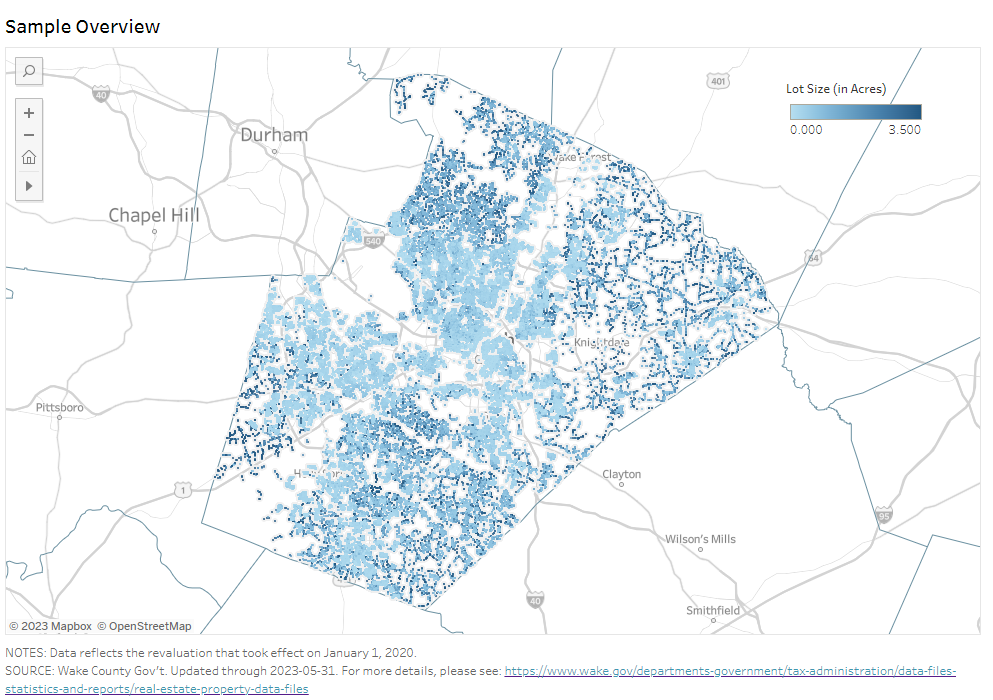 Sample Overview
401
Lot Size (in Acres)
0.000 3.500
40
Durham
Wake Forest
Chapel Hill
540
64
Knightdale
Pittsboro
Clayton
1
95
Wilson's Mills
40
Smithfield
© 2023 Mapbox © OpenStreetMap
NOTES: Data reflects the revaluation that took effect on January 1, 2020.
SOURCE: Wake County Gov't. Updated through 2023-05-31. For more details, please see: https://www.wake.gov/departments-government/tax-administration/data-files-
statistics-and-reports/real-estate-property-data-files